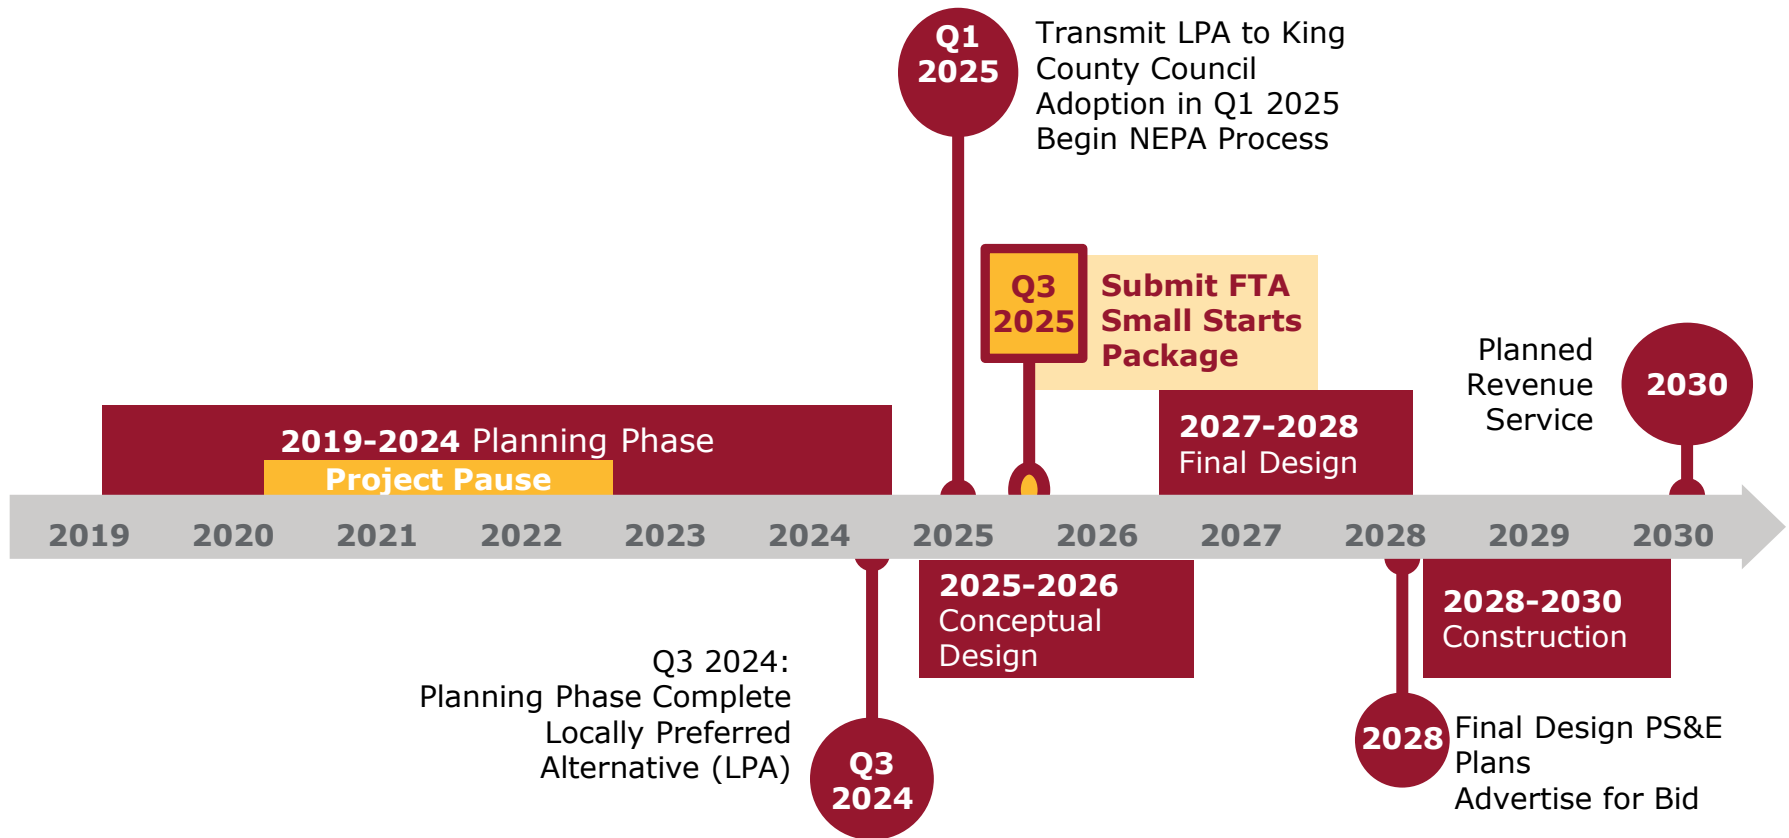 Q1
2025
Transmit LPA to King
County Council
Adoption in Q1 2025
Begin NEPA Process
Q3
2025
Submit FTA
Small Starts
Package
Planned
Revenue
Service
2030
2019-2024 Planning Phase
Project Pause
2027-2028
Final Design
2019 2020 2021 2022 2023 2024 2025 2026 2027 2028 2029 2030
2025-2026
Conceptual
Design
2028-2030
Construction
Q3 2024:
Planning Phase Complete
Locally Preferred
Alternative (LPA)
Q3
2024
2028
Final Design PS&E
Plans
Advertise for Bid